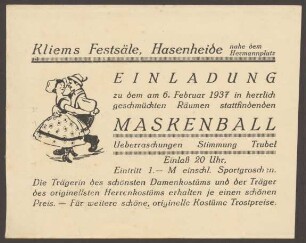 Kliems Festsäle, Hasenheide nahe dem Hermannplatz
EINLADUNG
zu dem am 6. Februar 1937 in herrlich
geschmückten Räumen stattfindenden
MASKENBALL
Ueberraschungen Stimmung Trubel
Einlaß 20 Uhr,
Eintritt 1.— M einschl. Sportgroschen.
Die Trägerin des schönsten Damenkostüms und der Träger
des originellsten Herrenkostüms erhalten je einen schönen
Preis. — Für weitere schöne, originelle Kostüme Trostpreise.